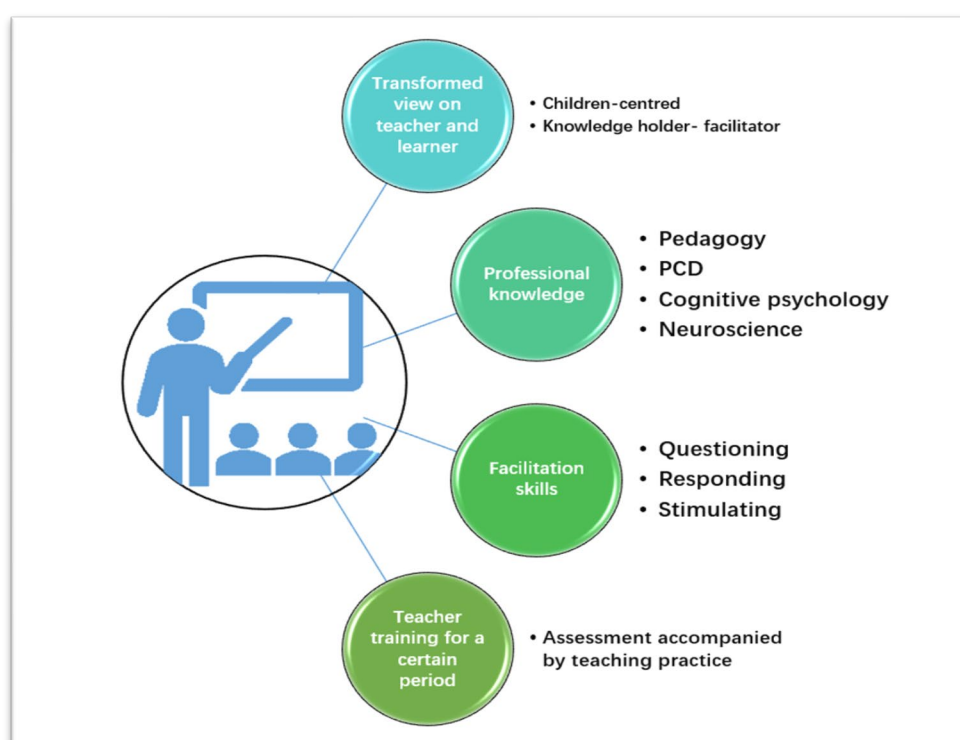 Transformed
view on
teacher and
learner
• Children-centred
• Knowledge holder- facilitator
Professional
knowledge
• Pedagogy
• PCD
• Cognitive psychology
• Neuroscience
Facilitation
skills
• Questioning
• Responding
• Stimulating
Teacher
training for a
certain
period
• Assessment accompanied
by teaching practice